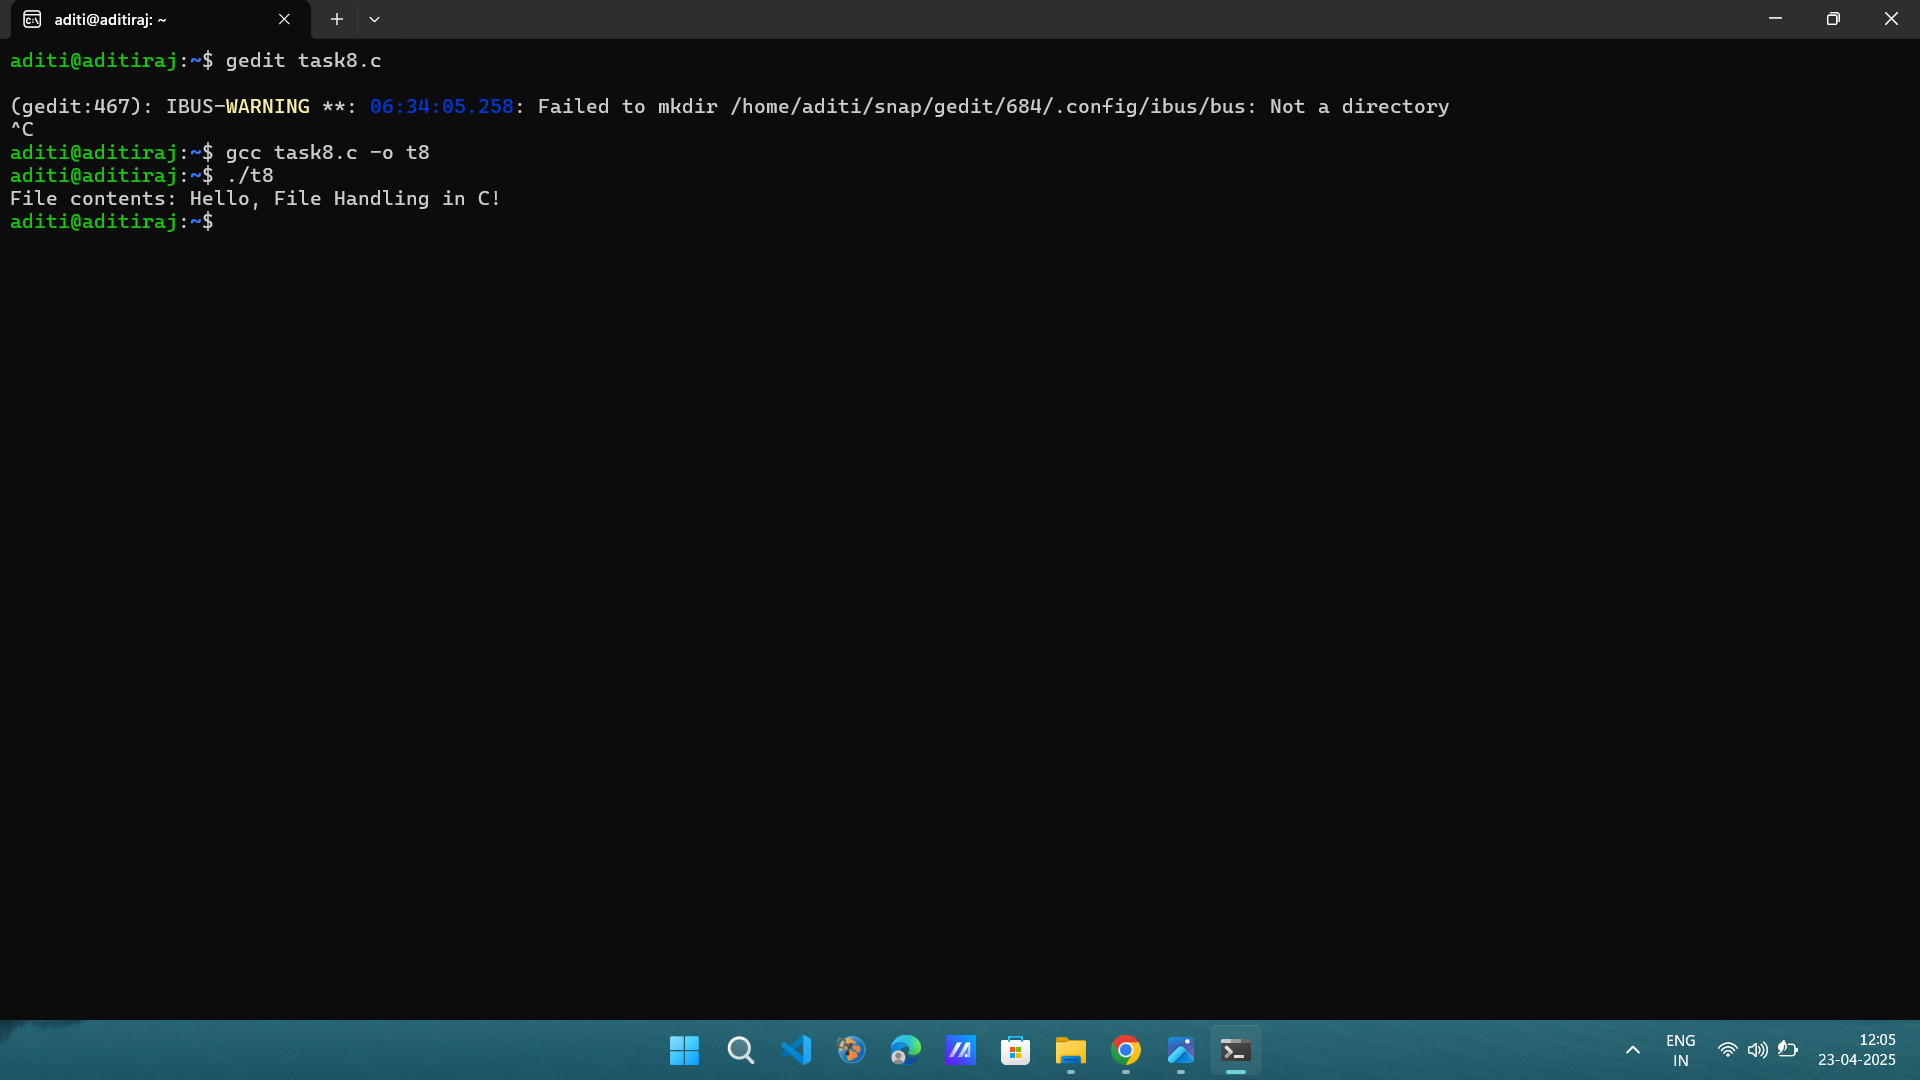 aditi@aditiraj: ~
aditi@aditiraj:~$ gedit task8.c
(gedit:467): IBUS-WARNING **: 06:34:05.258: Failed to mkdir /home/aditi/snap/gedit/684/.config/ibus/bus: Not a directory
^C
aditi@aditiraj:~$ gcc task8.c -o t8
aditi@aditiraj:~$ ./t8
File contents: Hello, File Handling in C!
aditi@aditiraj:~$
ENG
IN
12:05
23-04-2025